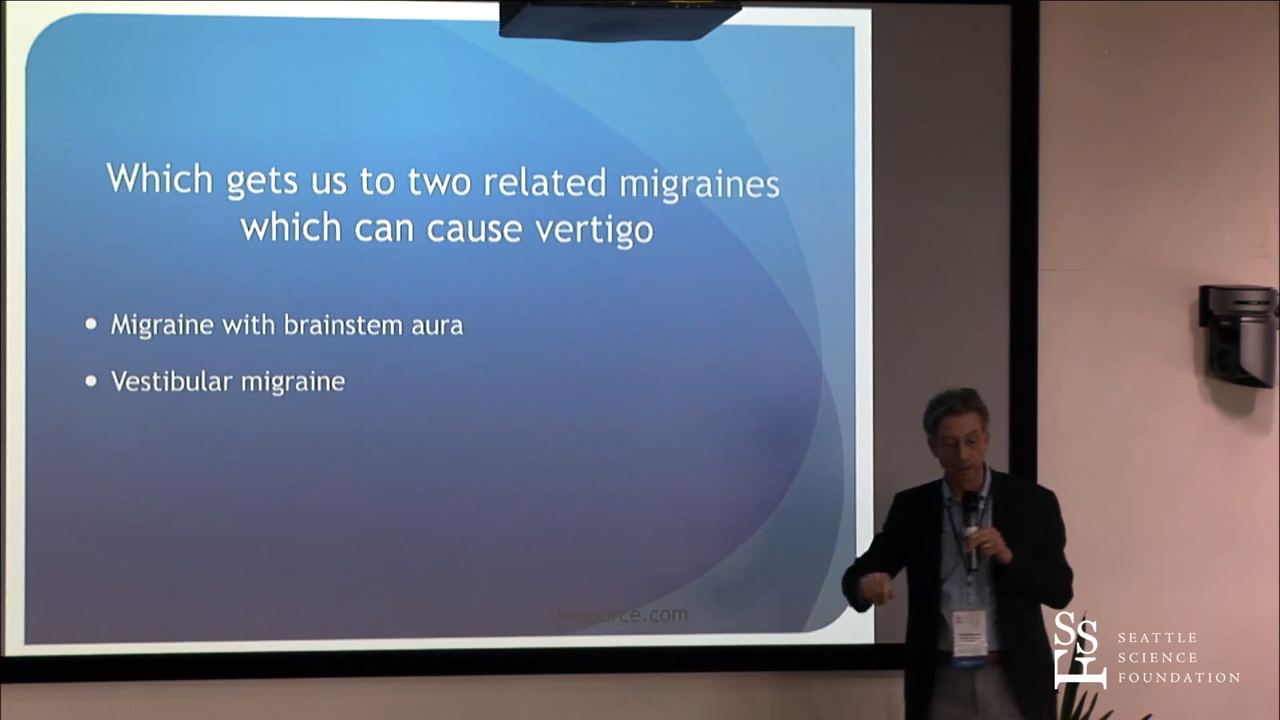 Which gets us to two related migraines
which can cause vertigo
• Migraine with brainstem aura
• Vestibular migraine
SSF
SEATTLE
SCIENCE
FOUNDATION